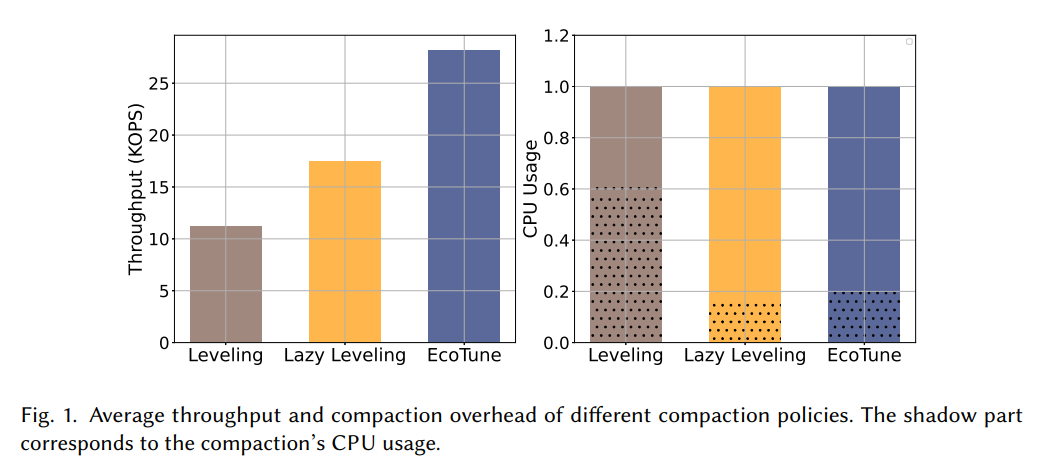 Throughput (KOPS)
25
20
15
10
5
0
Leveling Lazy Leveling EcoTune
CPU Usage
1.2
1.0
0.8
0.6
0.4
0.2
0.0
Leveling Lazy Leveling EcoTune
Fig. 1. Average throughput and compaction overhead of different compaction policies. The shadow part
corresponds to the compaction's CPU usage.